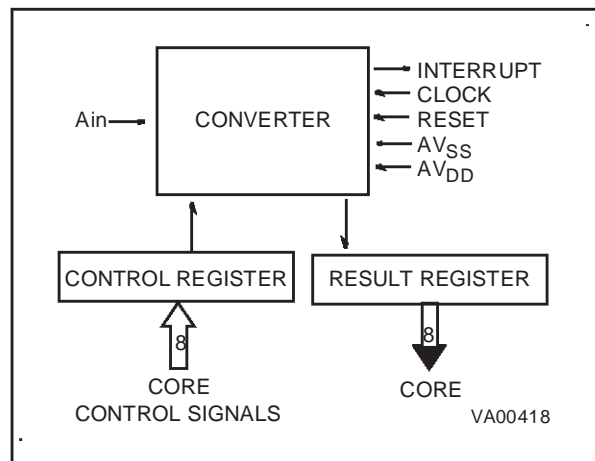 INTERRUPT
CLOCK
Ain
CONVERTER
RESET
AVSS
AVDD
CONTROL REGISTER
RESULT REGISTER
8
8
CORE
CONTROL SIGNALS
CORE
VA00418